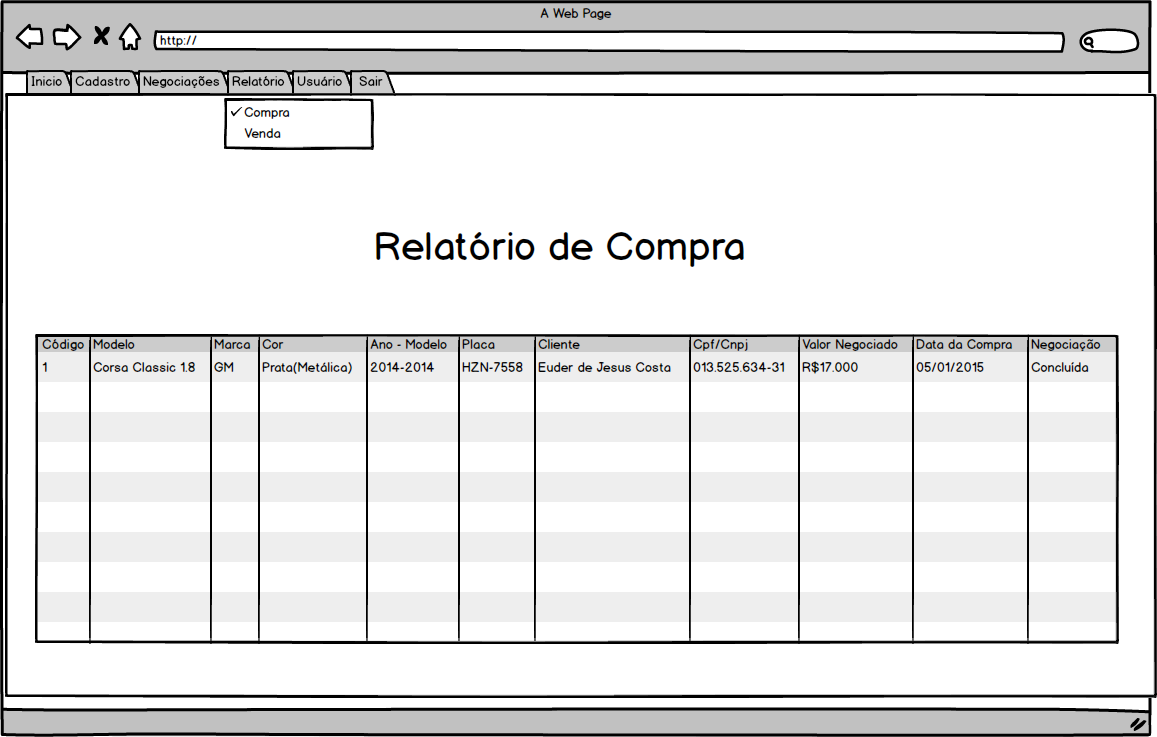 A Web Page
http://
Inicio Cadastro Negociações Relatório Usuário Sair
Compra
Venda
Relatório de Compra
Código Modelo Marca Cor Ano - Modelo Placa Cliente Cpf/Cnpj Valor Negociado Data da Compra Negociação
1 Corsa Classic 1.8 GM Prata(Metálica) 2014-2014 HZN-7558 Euder de Jesus Costa 013.525.634-31 R$17.000 05/01/2015 Concluída